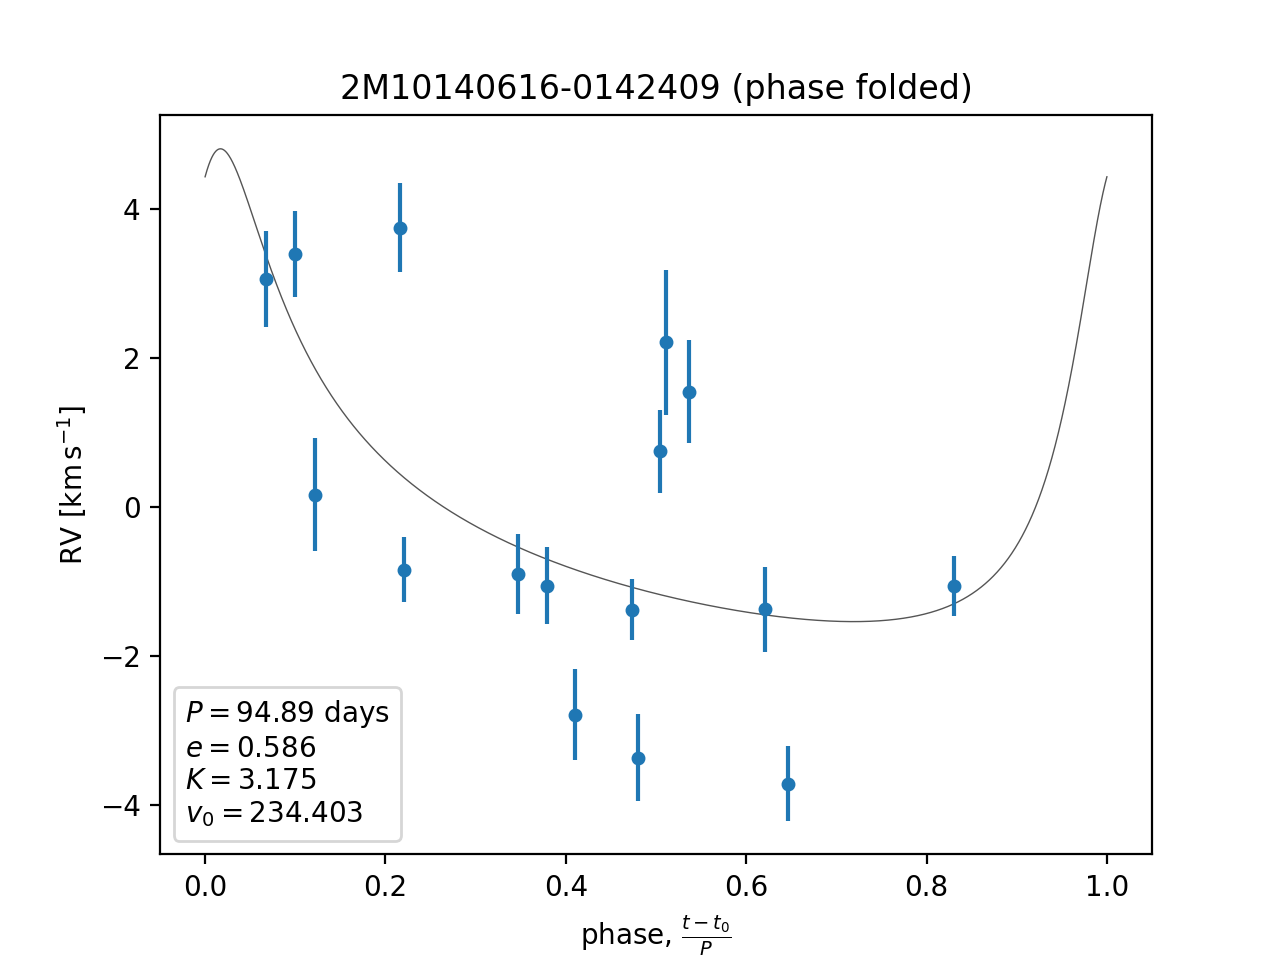 2M10140616-0142409 (phase folded)
4
2
0
−2
−4
RV [km s⁻¹]
P = 94.89 days
e = 0.586
K = 3.175
v₀ = 234.403
0.0 0.2 0.4 0.6 0.8 1.0
phase, (t − t₀)/P